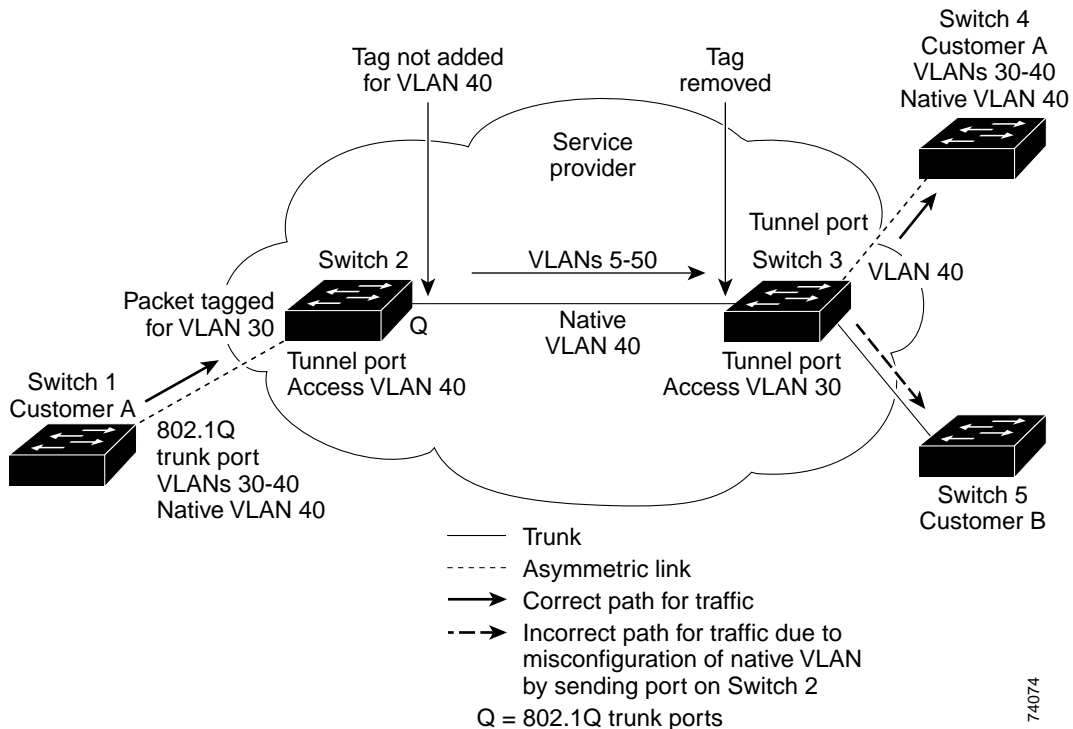 Switch 4
Customer A
VLANs 30-40
Native VLAN 40
Tag not added
for VLAN 40
Tag
removed
Service
provider
Tunnel port
Switch 2
VLANs 5-50
Switch 3
VLAN 40
Packet tagged
for VLAN 30
Q
Native
VLAN 40
Tunnel port
Access VLAN 40
Tunnel port
Access VLAN 30
Switch 1
Customer A
802.1Q
trunk port
VLANs 30-40
Native VLAN 40
Switch 5
Customer B
Trunk
Asymmetric link
Correct path for traffic
Incorrect path for traffic due to
misconfiguration of native VLAN
by sending port on Switch 2
Q = 802.1Q trunk ports
74074